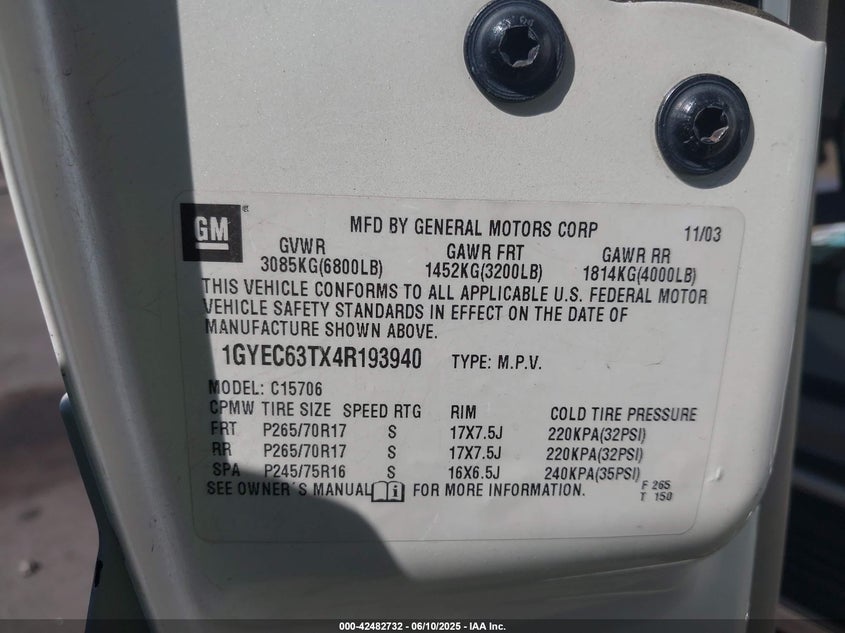 GM ®
MFD BY GENERAL MOTORS CORP 11/03
GVWR GAWR FRT GAWR RR
3085KG(6800LB) 1452KG(3200LB) 1814KG(4000LB)
THIS VEHICLE CONFORMS TO ALL APPLICABLE U.S. FEDERAL MOTOR
VEHICLE SAFETY STANDARDS IN EFFECT ON THE DATE OF
MANUFACTURE SHOWN ABOVE.
1GYEC63TX4R193940 TYPE: M.P.V.
MODEL: C15706
CPMW TIRE SIZE SPEED RTG RIM COLD TIRE PRESSURE
FRT P265/70R17 S 17X7.5J 220KPA(32PSI)
RR P265/70R17 S 17X7.5J 220KPA(32PSI)
SPA P245/75R16 S 16X6.5J 240KPA(35PSI)
SEE OWNER'S MANUAL i FOR MORE INFORMATION.
F 265
T 150
000-42482732 - 06/10/2025 - IAA Inc.